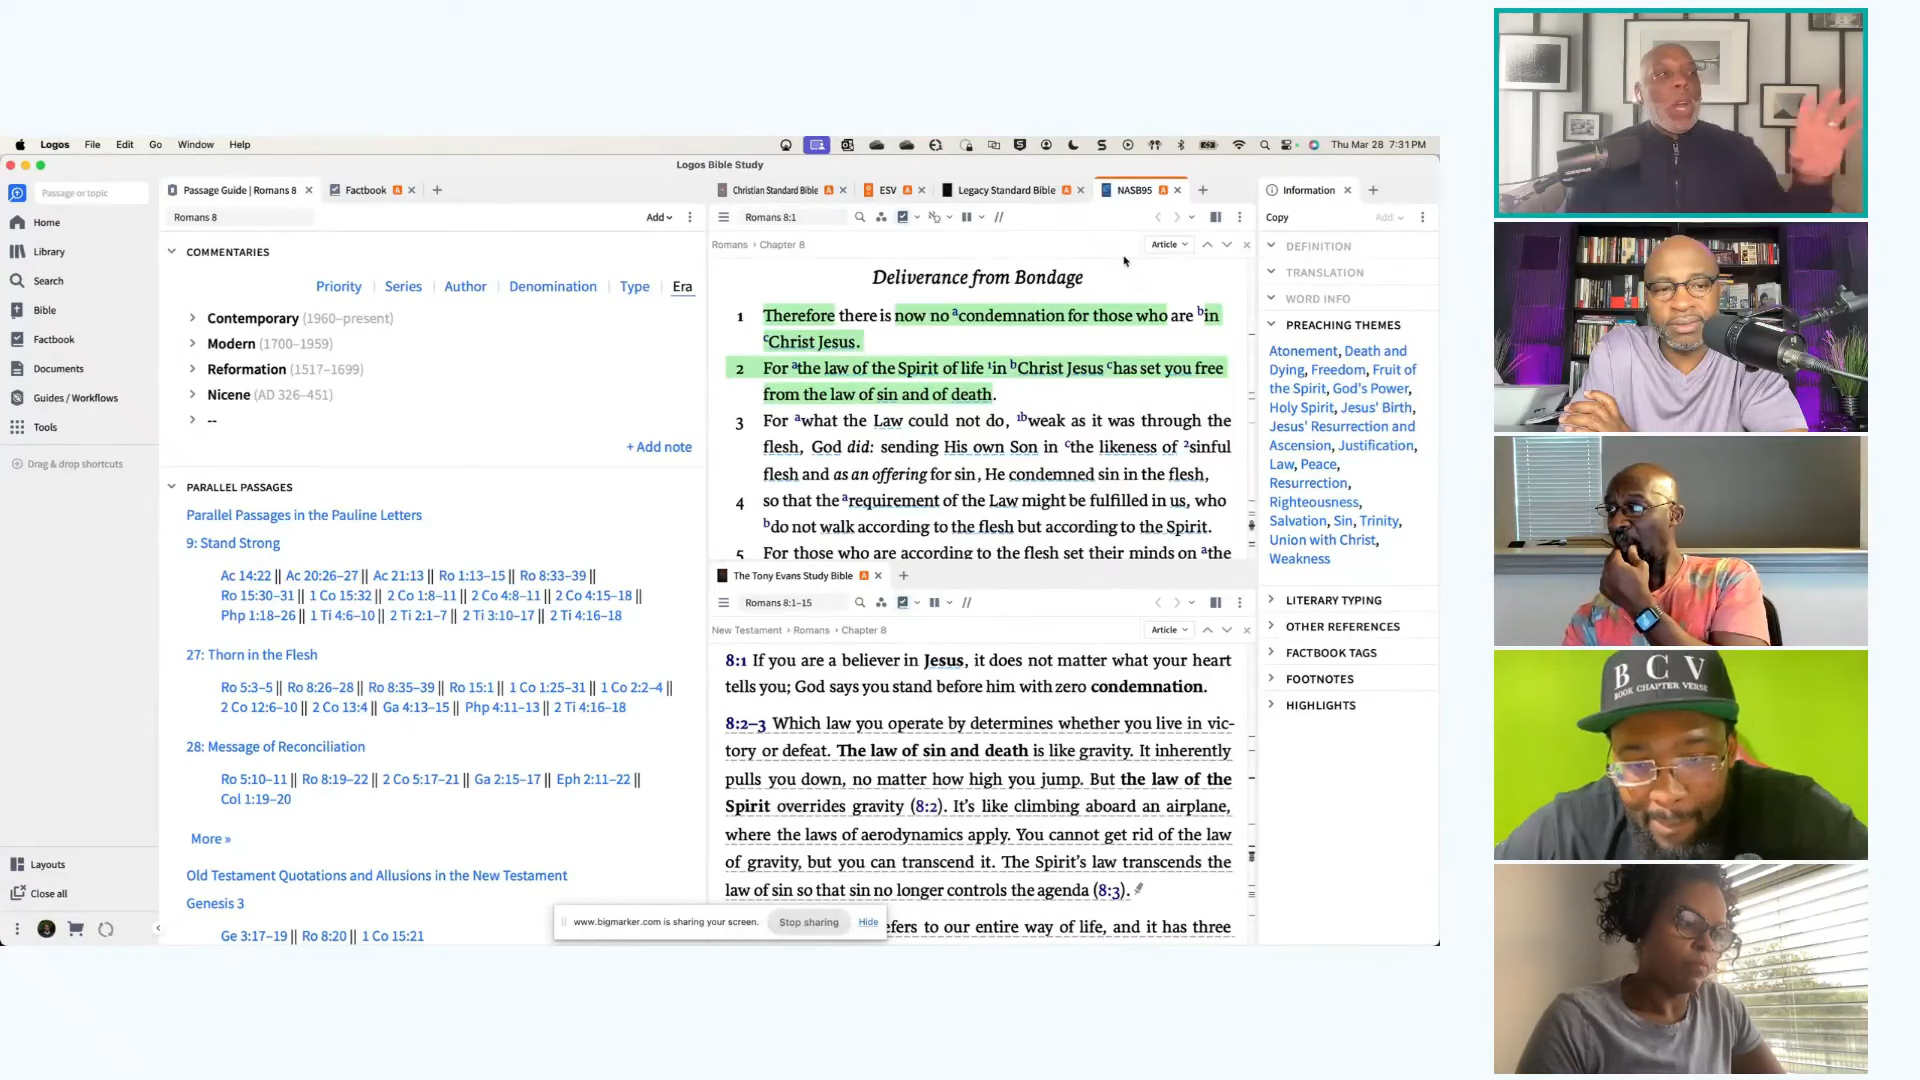 Logos File Edit Go Window Help
Thu Mar 28 7:31 PM
Logos Bible Study
Passage or topic
Home
Library
Search
Bible
Factbook
Documents
Guides / Workflows
Tools
Drag & drop shortcuts
Layouts
Close all
Passage Guide | Romans 8
Factbook A
Romans 8
Add
COMMENTARIES
Priority | Series | Author | Denomination | Type | Era
Contemporary (1960–present)
Modern (1700–1959)
Reformation (1517–1699)
Nicene (AD 326–451)
--
+ Add note
PARALLEL PASSAGES
Parallel Passages in the Pauline Letters
9: Stand Strong
Ac 14:22 || Ac 20:26–27 || Ac 21:13 || Ro 1:13–15 || Ro 8:33–39 ||
Ro 15:30–31 || 1 Co 15:32 || 2 Co 1:8–11 || 2 Co 4:8–11 || 2 Co 4:15–18 ||
Php 1:18–26 || 1 Ti 4:6–10 || 2 Ti 2:1–7 || 2 Ti 3:10–17 || 2 Ti 4:16–18
27: Thorn in the Flesh
Ro 5:3–5 || Ro 8:26–28 || Ro 8:35–39 || Ro 15:1 || 1 Co 1:25–31 || 1 Co 2:2–4 ||
2 Co 12:6–10 || 2 Co 13:4 || Ga 4:13–15 || Php 4:11–13 || 2 Ti 4:16–18
28: Message of Reconciliation
Ro 5:10–11 || Ro 8:19–22 || 2 Co 5:17–21 || Ga 2:15–17 || Eph 2:11–22 ||
Col 1:19–20
More »
Old Testament Quotations and Allusions in the New Testament
Genesis 3
Ge 3:17–19 || Ro 8:20 || 1 Co 15:21
www.bigmarker.com is sharing your screen. Stop sharing Hide
Christian Standard Bible A
ESV A
Legacy Standard Bible A
NASB95 A
Romans 8:1
Romans › Chapter 8
Article
Deliverance from Bondage
1 Therefore there is now no a condemnation for those who are b in
c Christ Jesus.
2 For a the law of the Spirit of life 1 in b Christ Jesus c has set you free
from the law of sin and of death.
3 For a what the Law could not do, 1b weak as it was through the
flesh, God did: sending His own Son in c the likeness of 2 sinful
flesh and as an offering for sin, He condemned sin in the flesh,
4 so that the a requirement of the Law might be fulfilled in us, who
b do not walk according to the flesh but according to the Spirit.
5 For those who are according to the flesh set their minds on a the
The Tony Evans Study Bible A
Romans 8:1–15
New Testament › Romans › Chapter 8
Article
8:1 If you are a believer in Jesus, it does not matter what your heart
tells you; God says you stand before him with zero condemnation.
8:2–3 Which law you operate by determines whether you live in vic-
tory or defeat. The law of sin and death is like gravity. It inherently
pulls you down, no matter how high you jump. But the law of the
Spirit overrides gravity (8:2). It's like climbing aboard an airplane,
where the laws of aerodynamics apply. You cannot get rid of the law
of gravity, but you can transcend it. The Spirit's law transcends the
law of sin so that sin no longer controls the agenda (8:3).
efers to our entire way of life, and it has three
Information
Copy
Add
DEFINITION
TRANSLATION
WORD INFO
PREACHING THEMES
Atonement, Death and
Dying, Freedom, Fruit of
the Spirit, God's Power,
Holy Spirit, Jesus' Birth,
Jesus' Resurrection and
Ascension, Justification,
Law, Peace,
Resurrection,
Righteousness,
Salvation, Sin, Trinity,
Union with Christ,
Weakness
LITERARY TYPING
OTHER REFERENCES
FACTBOOK TAGS
FOOTNOTES
HIGHLIGHTS
BCV
BOOK CHAPTER VERSE